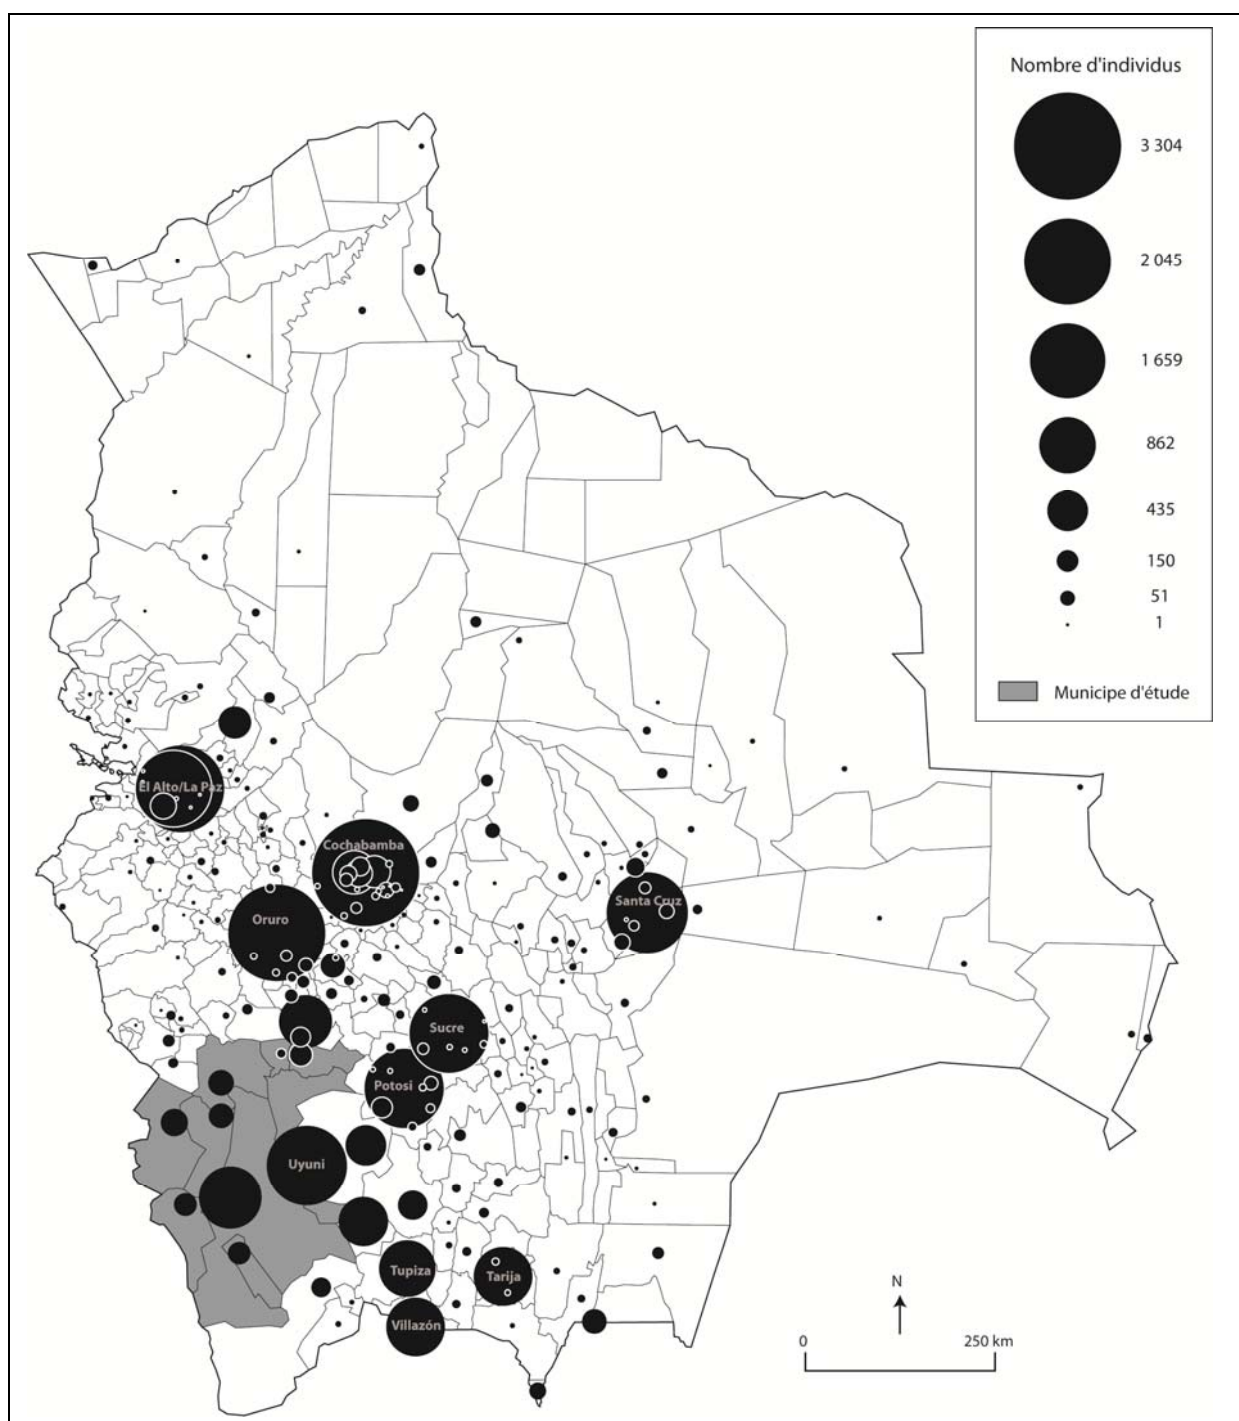 Nombre d'individus
3 304
2 045
1 659
862
435
150
51
1
Municipe d'étude
El Alto/La Paz
Cochabamba
Santa Cruz
Oruro
Sucre
Potosi
Uyuni
Tupiza
Tarija
Villazón
N
0 250 km